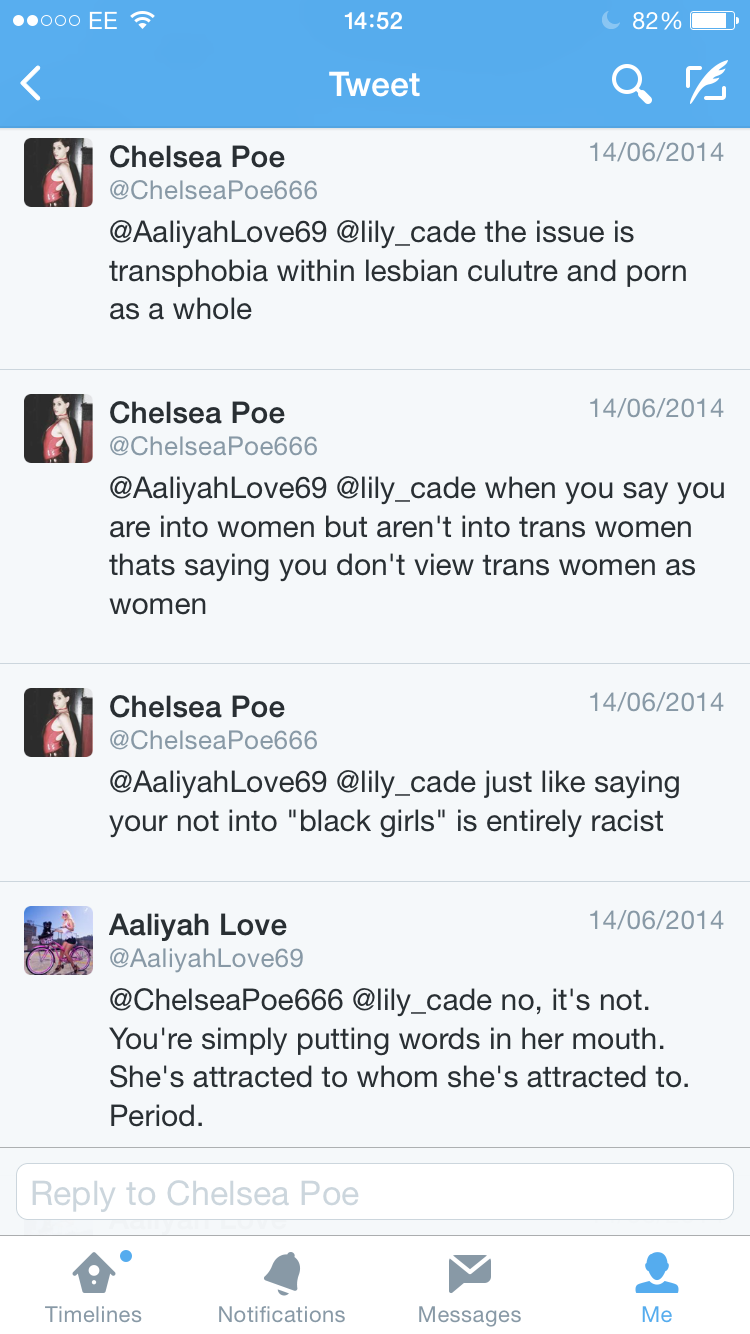 EE 14:52 82%
Tweet
Chelsea Poe 14/06/2014
@ChelseaPoe666
@AaliyahLove69 @lily_cade the issue is
transphobia within lesbian culutre and porn
as a whole
Chelsea Poe 14/06/2014
@ChelseaPoe666
@AaliyahLove69 @lily_cade when you say you
are into women but aren't into trans women
thats saying you don't view trans women as
women
Chelsea Poe 14/06/2014
@ChelseaPoe666
@AaliyahLove69 @lily_cade just like saying
your not into "black girls" is entirely racist
Aaliyah Love 14/06/2014
@AaliyahLove69
@ChelseaPoe666 @lily_cade no, it's not.
You're simply putting words in her mouth.
She's attracted to whom she's attracted to.
Period.
Reply to Chelsea Poe
Aaliyah Love
Timelines Notifications Messages Me